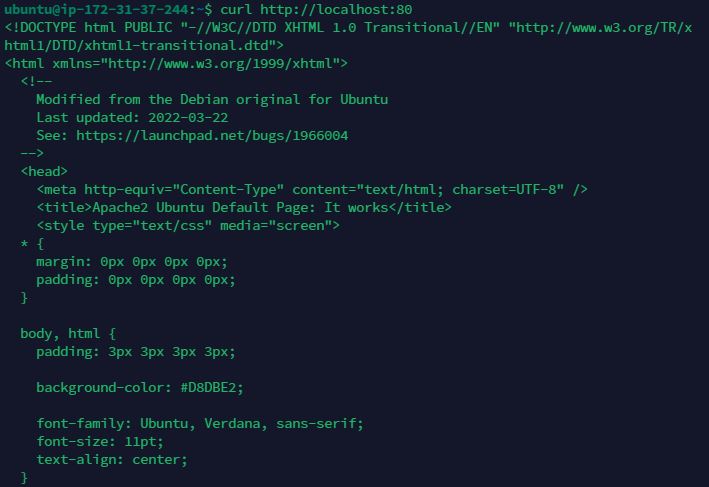 ubuntu@ip-172-31-37-244:~$ curl http://localhost:80
<!DOCTYPE html PUBLIC "-//W3C//DTD XHTML 1.0 Transitional//EN" "http://www.w3.org/TR/x
html1/DTD/xhtml1-transitional.dtd">
<html xmlns="http://www.w3.org/1999/xhtml">
  <!--
    Modified from the Debian original for Ubuntu
    Last updated: 2022-03-22
    See: https://launchpad.net/bugs/1966004
  -->
  <head>
    <meta http-equiv="Content-Type" content="text/html; charset=UTF-8" />
    <title>Apache2 Ubuntu Default Page: It works</title>
    <style type="text/css" media="screen">
  * {
    margin: 0px 0px 0px 0px;
    padding: 0px 0px 0px 0px;
  }

  body, html {
    padding: 3px 3px 3px 3px;

    background-color: #D8DBE2;

    font-family: Ubuntu, Verdana, sans-serif;
    font-size: 11pt;
    text-align: center;
  }